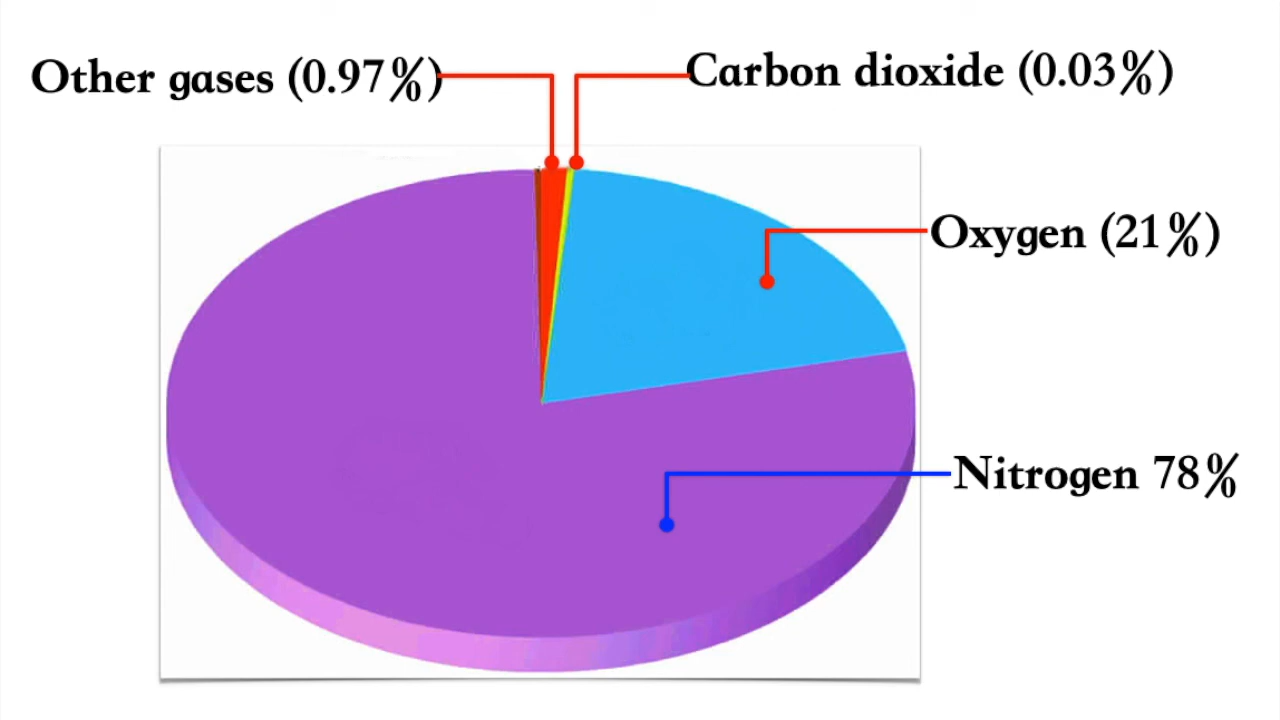 Other gases (0.97%)
Carbon dioxide (0.03%)
Oxygen (21%)
Nitrogen 78%